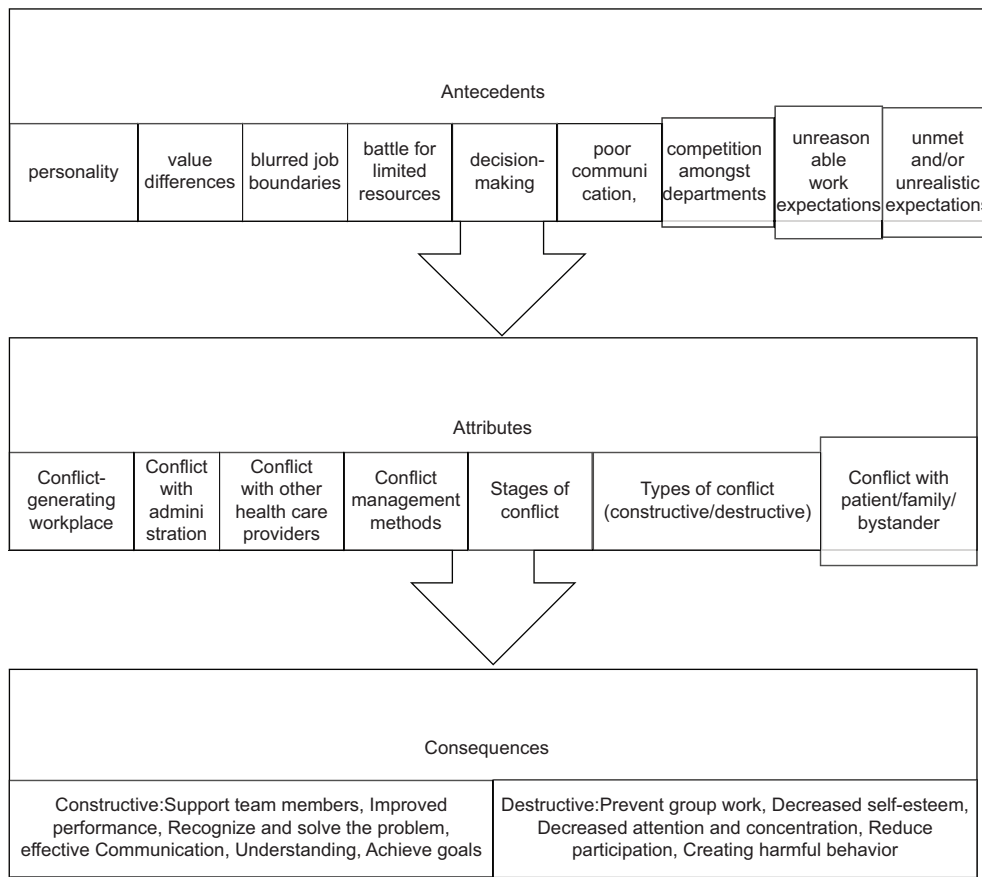 Antecedents
personality
value
differences
blurred job
boundaries
battle for
limited
resources
decision-
making
poor
communi
cation,
competition
amongst
departments
unreason
able
work
expectations
unmet
and/or
unrealistic
expectations
Attributes
Conflict-
generating
workplace
Conflict
with
admini
stration
Conflict
with other
health care
providers
Conflict
management
methods
Stages of
conflict
Types of conflict
(constructive/destructive)
Conflict with
patient/family/
bystander
Consequences
Constructive:Support team members, Improved
performance, Recognize and solve the problem,
effective Communication, Understanding, Achieve goals
Destructive:Prevent group work, Decreased self-esteem,
Decreased attention and concentration, Reduce
participation, Creating harmful behavior